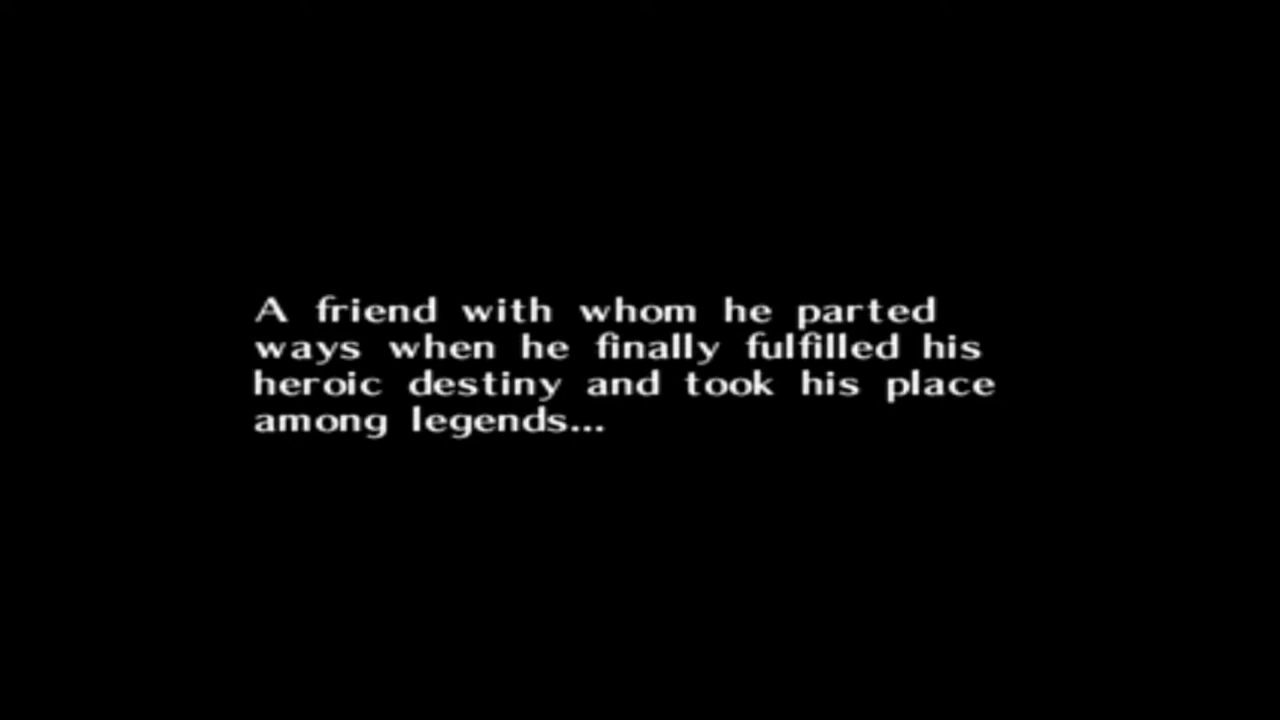 A friend with whom he parted
ways when he finally fulfilled his
heroic destiny and took his place
among legends...